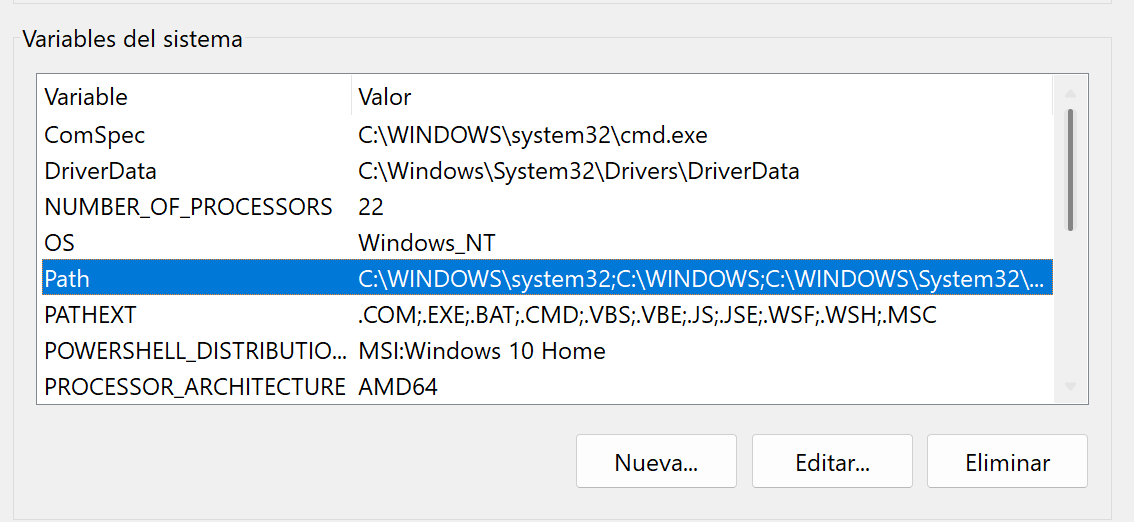 Variables del sistema
Variable Valor
ComSpec C:\WINDOWS\system32\cmd.exe
DriverData C:\Windows\System32\Drivers\DriverData
NUMBER_OF_PROCESSORS 22
OS Windows_NT
Path C:\WINDOWS\system32;C:\WINDOWS;C:\WINDOWS\System32\...
PATHEXT .COM;.EXE;.BAT;.CMD;.VBS;.VBE;.JS;.JSE;.WSF;.WSH;.MSC
POWERSHELL_DISTRIBUTIO... MSI:Windows 10 Home
PROCESSOR_ARCHITECTURE AMD64
Nueva... Editar... Eliminar